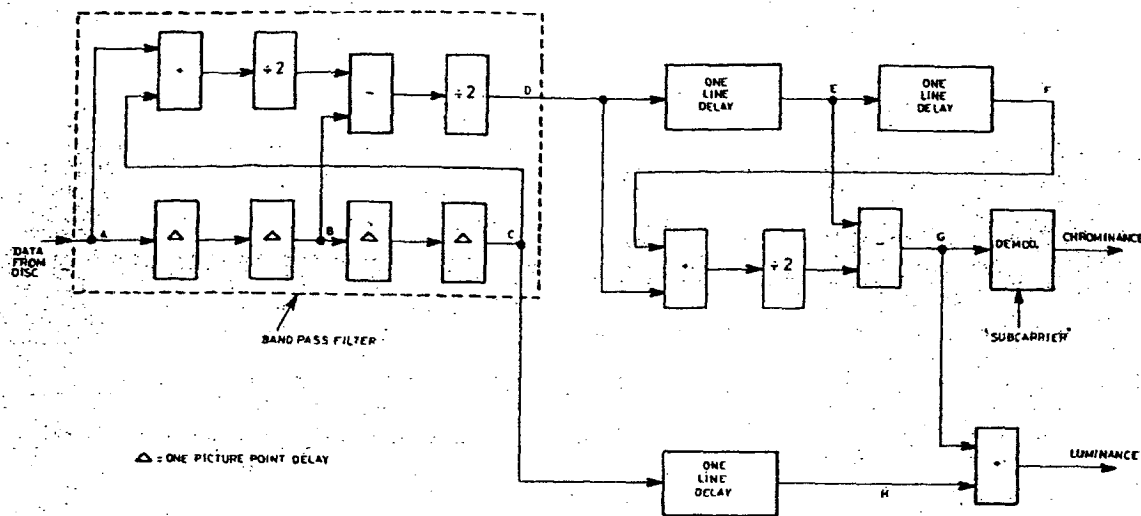 +
÷2
-
÷2
D
ONE
LINE
DELAY
E
ONE
LINE
DELAY
F
DATA
FROM
DISC
A
Δ
Δ
B
Δ
Δ
C
+
÷2
-
G
DEMOD.
CHROMINANCE
BAND PASS FILTER
"SUBCARRIER"
Δ = ONE PICTURE POINT DELAY
ONE
LINE
DELAY
H
+
LUMINANCE